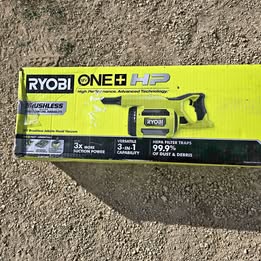 RYOBI
ONE+ HP
High Performance. Advanced Technology.
BRUSHLESS
3X MORE
SUCTION POWER
VERSATILE
3-IN-1
CAPABILITY
HEPA FILTER TRAPS
99.9%
OF DUST & DEBRIS